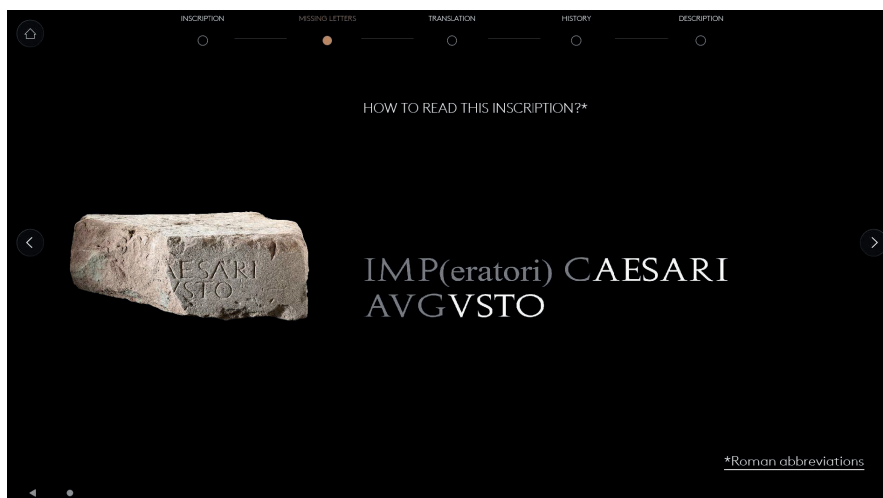 INSCRIPTION MISSING LETTERS TRANSLATION HISTORY DESCRIPTION
HOW TO READ THIS INSCRIPTION?*
AESARI
VSTO
IMP(eratori) CAESARI
AVGVSTO
*Roman abbreviations